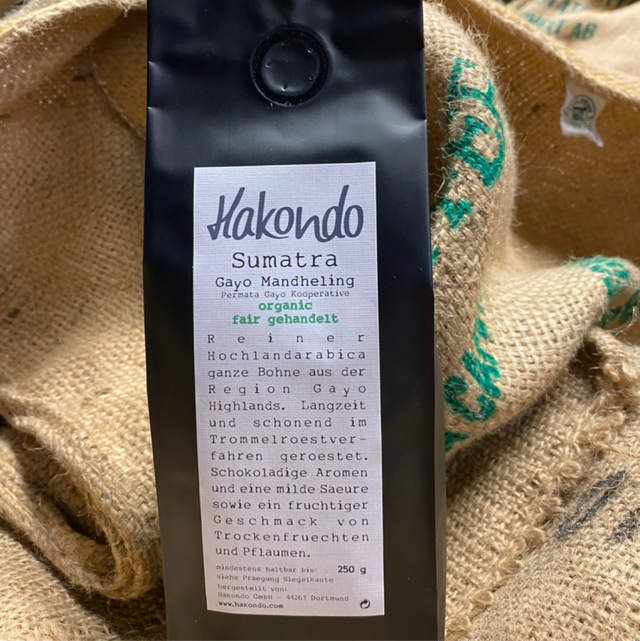 Hakondo
Sumatra
Gayo Mandheling
Permata Gayo Kooperative
organic
fair gehandelt
Reiner
Hochlandarabica
ganze Bohne aus der
Region Gayo
Highlands. Langzeit
und schonend im
Trommelroestver-
fahren geroestet.
Schokoladige Aromen
und eine milde Saeure
sowie ein fruchtiger
Geschmack von
Trockenfruechten
und Pflaumen.
mindestens haltbar bis: 250 g
siehe Praegung Siegelkante
hergestellt von:
Hakondo GmbH - 44263 Dortmund
www.hakondo.com
AB